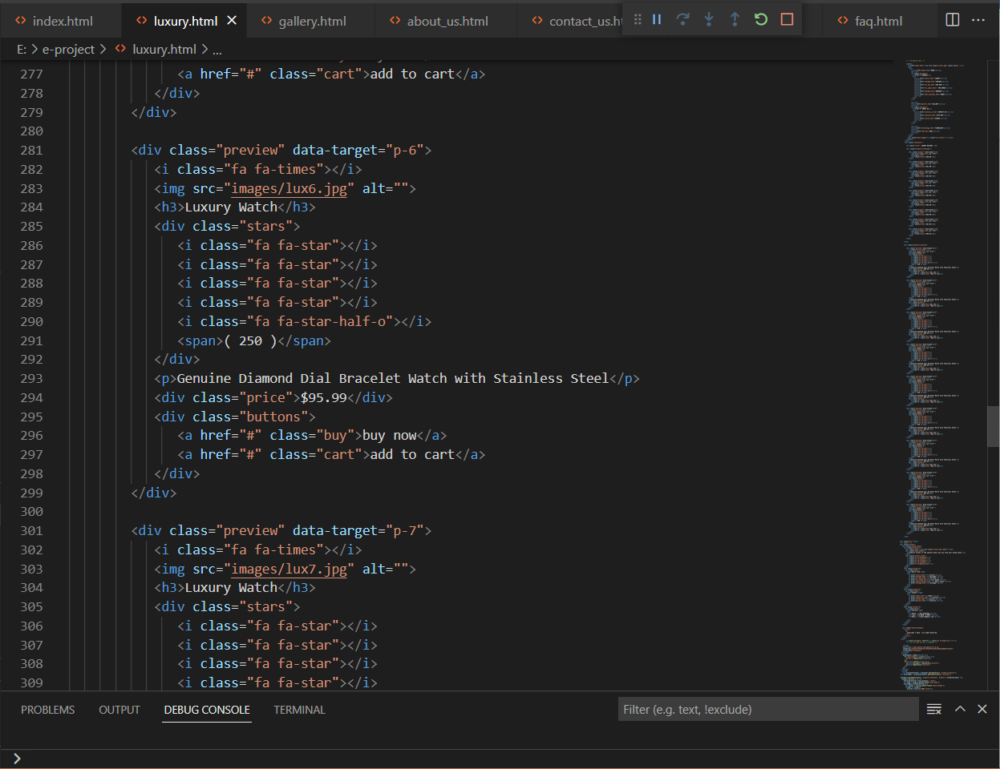 index.html luxury.html gallery.html about_us.html contact_us.ht faq.html
E: > e-project > luxury.html > ...
277 <a href="#" class="cart">add to cart</a>
278 </div>
279 </div>
280
281 <div class="preview" data-target="p-6">
282 <i class="fa fa-times"></i>
283 <img src="images/lux6.jpg" alt="">
284 <h3>Luxury Watch</h3>
285 <div class="stars">
286 <i class="fa fa-star"></i>
287 <i class="fa fa-star"></i>
288 <i class="fa fa-star"></i>
289 <i class="fa fa-star"></i>
290 <i class="fa fa-star-half-o"></i>
291 <span>( 250 )</span>
292 </div>
293 <p>Genuine Diamond Dial Bracelet Watch with Stainless Steel</p>
294 <div class="price">$95.99</div>
295 <div class="buttons">
296 <a href="#" class="buy">buy now</a>
297 <a href="#" class="cart">add to cart</a>
298 </div>
299 </div>
300
301 <div class="preview" data-target="p-7">
302 <i class="fa fa-times"></i>
303 <img src="images/lux7.jpg" alt="">
304 <h3>Luxury Watch</h3>
305 <div class="stars">
306 <i class="fa fa-star"></i>
307 <i class="fa fa-star"></i>
308 <i class="fa fa-star"></i>
309 <i class="fa fa-star"></i>
PROBLEMS OUTPUT DEBUG CONSOLE TERMINAL Filter (e.g. text, !exclude)